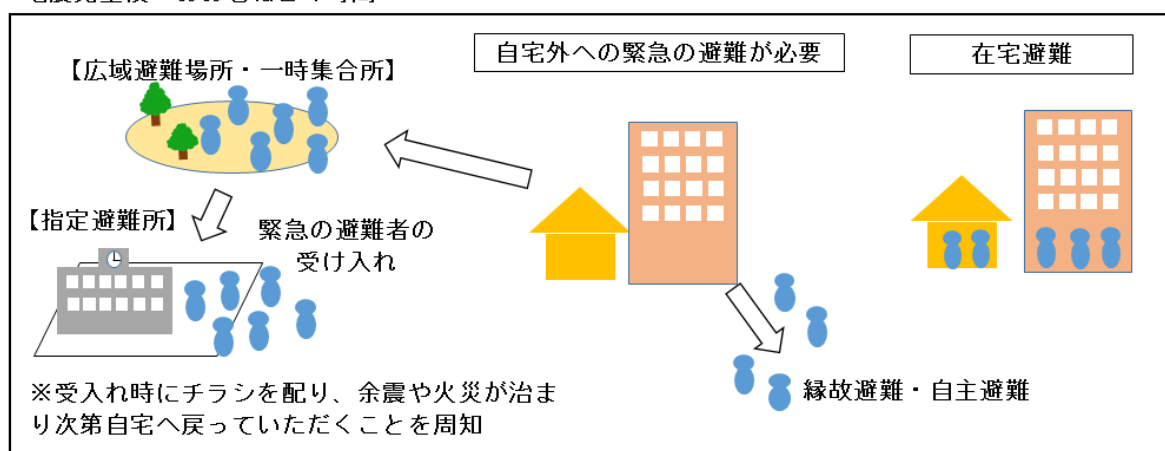 自宅外への緊急の避難が必要
在宅避難
【広域避難場所・一時集合所】
【指定避難所】
緊急の避難者の
受け入れ
縁故避難・自主避難
※受入れ時にチラシを配り、余震や火災が治ま
り次第自宅へ戻っていただくことを周知